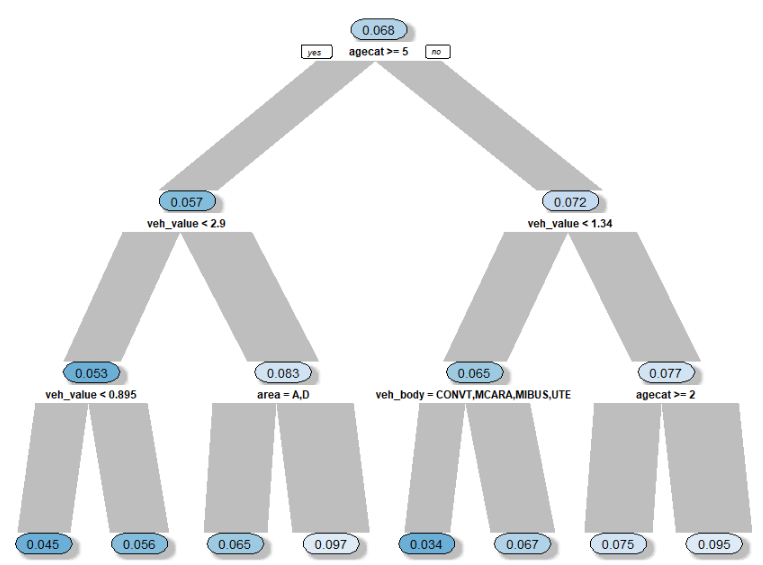 0.068
yes agecat >= 5 no
0.057 0.072
veh_value < 2.9 veh_value < 1.34
0.053 0.083 0.065 0.077
veh_value < 0.895 area = A,D veh_body = CONVT,MCARA,MIBUS,UTE agecat >= 2
0.045 0.056 0.065 0.097 0.034 0.067 0.075 0.095